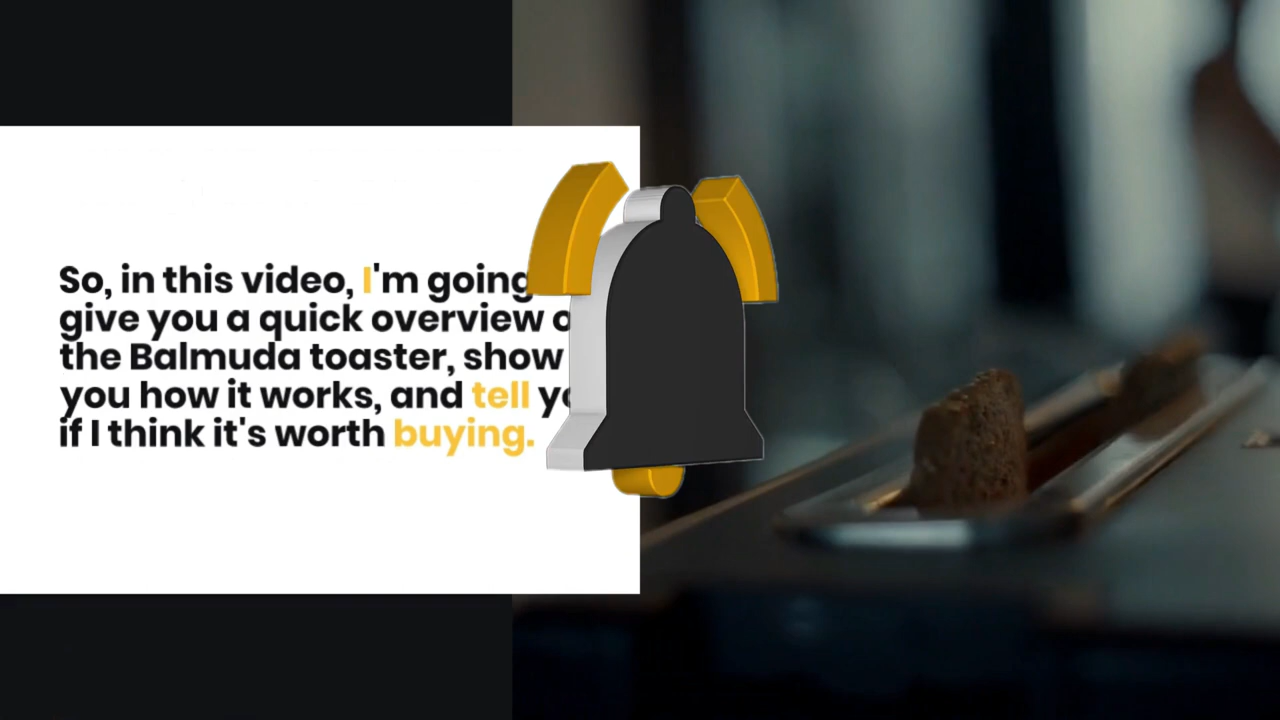 So, in this video, I'm going
give you a quick overview
the Balmuda toaster, show
you how it works, and tell
if I think it's worth buying.